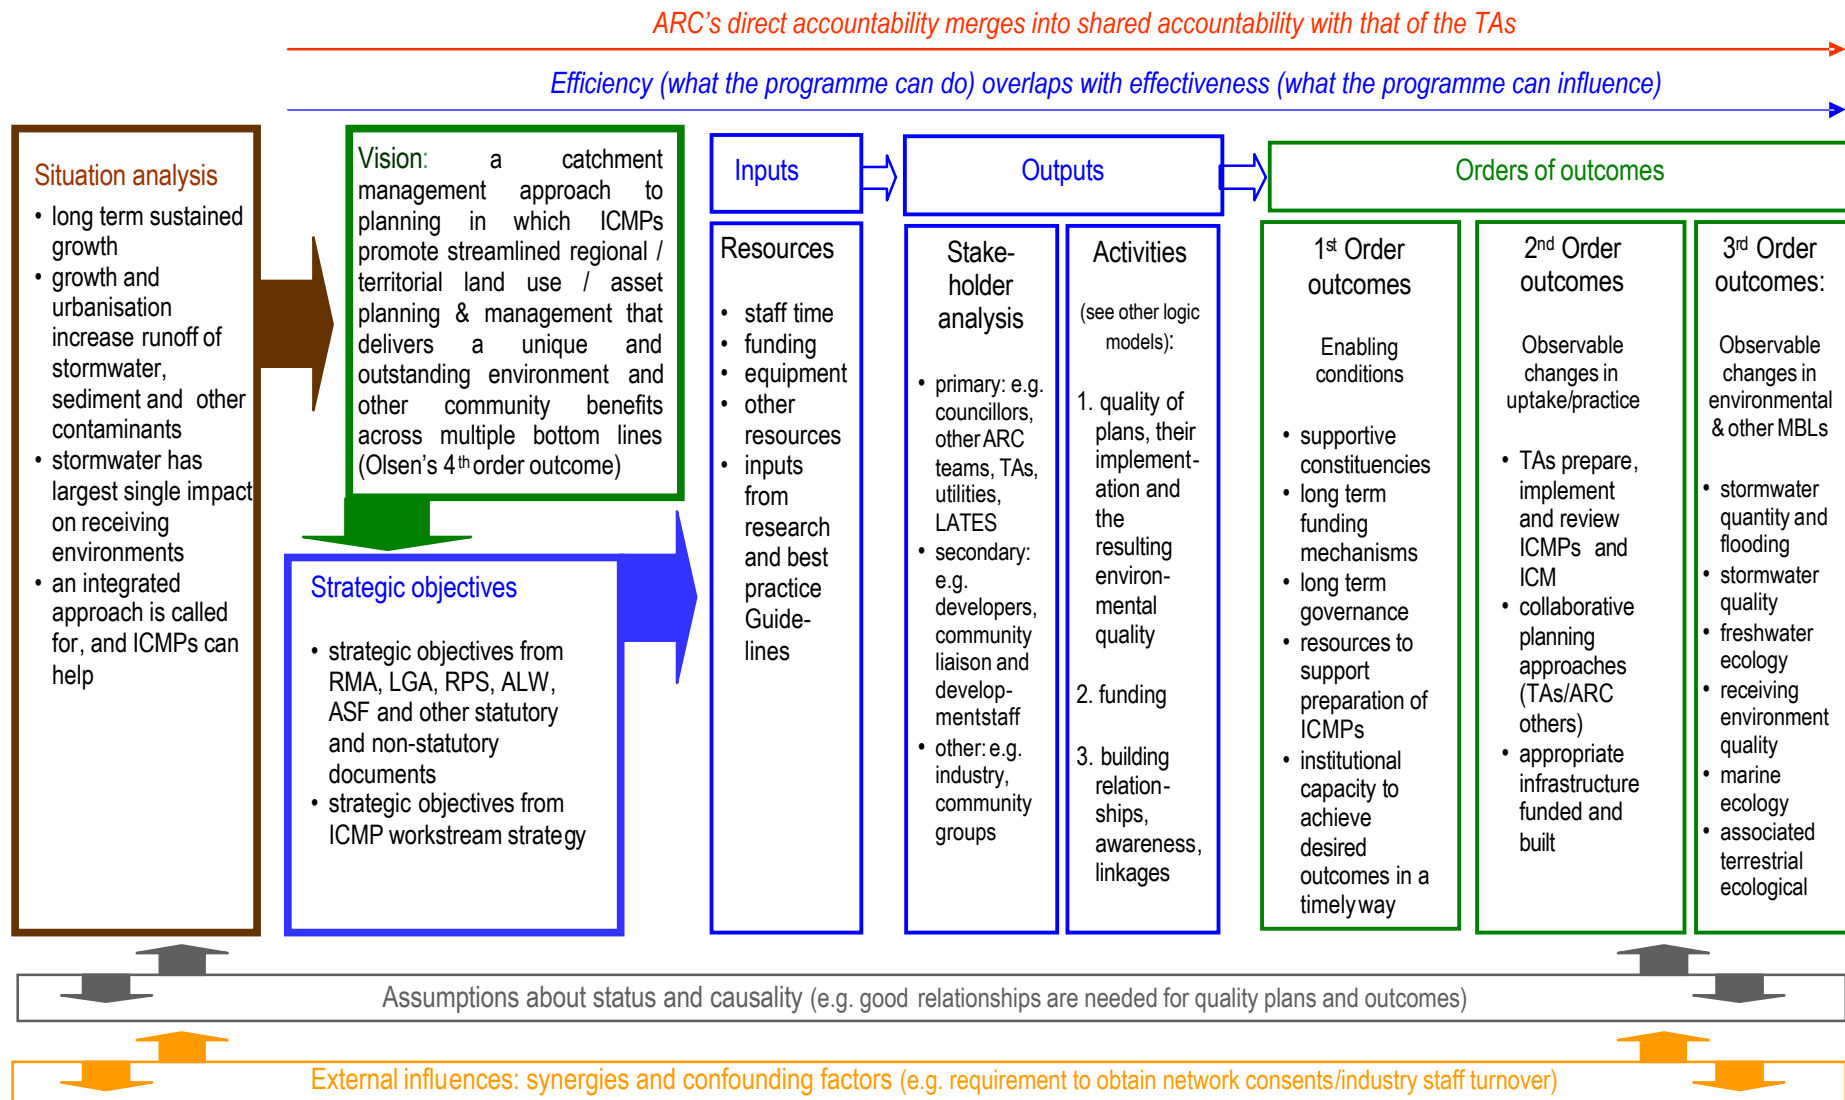 ARC's direct accountability merges into shared accountability with that of the TAs
Efficiency (what the programme can do) overlaps with effectiveness (what the programme can influence)
Situation analysis
• long term sustained
growth
• growth and
urbanisation
increase runoff of
stormwater,
sediment and other
contaminants
• stormwater has
largest single impact
on receiving
environments
• an integrated
approach is called
for, and ICMPs can
help
Vision: a catchment
management approach to
planning in which ICMPs
promote streamlined regional /
territorial land use / asset
planning & management that
delivers a unique and
outstanding environment and
other community benefits
across multiple bottom lines
(Olsen's 4th order outcome)
Strategic objectives
• strategic objectives from
RMA, LGA, RPS, ALW,
ASF and other statutory
and non-statutory
documents
• strategic objectives from
ICMP workstream strategy
Inputs
Resources
• staff time
• funding
• equipment
• other
resources
• inputs
from
research
and best
practice
Guide-
lines
Outputs
Stake-
holder
analysis
• primary: e.g.
councillors,
other ARC
teams, TAs,
utilities,
LATES
• secondary:
e.g.
developers,
community
liaison and
develop-
mentstaff
• other: e.g.
industry,
community
groups
Activities
(see other logic
models):
1. quality of
plans, their
implement-
ation and
the
resulting
environ-
mental
quality
2. funding
3. building
relation-
ships,
awareness,
linkages
Orders of outcomes
1st Order
outcomes
Enabling
conditions
• supportive
constituencies
• long term
funding
mechanisms
• long term
governance
• resources to
support
preparation of
ICMPs
• institutional
capacity to
achieve
desired
outcomes in a
timely way
2nd Order
outcomes
Observable
changes in
uptake/practice
• TAs prepare,
implement
and review
ICMPs and
ICM
• collaborative
planning
approaches
(TAs/ARC
others)
• appropriate
infrastructure
funded and
built
3rd Order
outcomes:
Observable
changes in
environmental
& other MBLs
• stormwater
quantity and
flooding
• stormwater
quality
• freshwater
ecology
• receiving
environment
quality
• marine
ecology
• associated
terrestrial
ecological
Assumptions about status and causality (e.g. good relationships are needed for quality plans and outcomes)
External influences: synergies and confounding factors (e.g. requirement to obtain network consents/industry staff turnover)